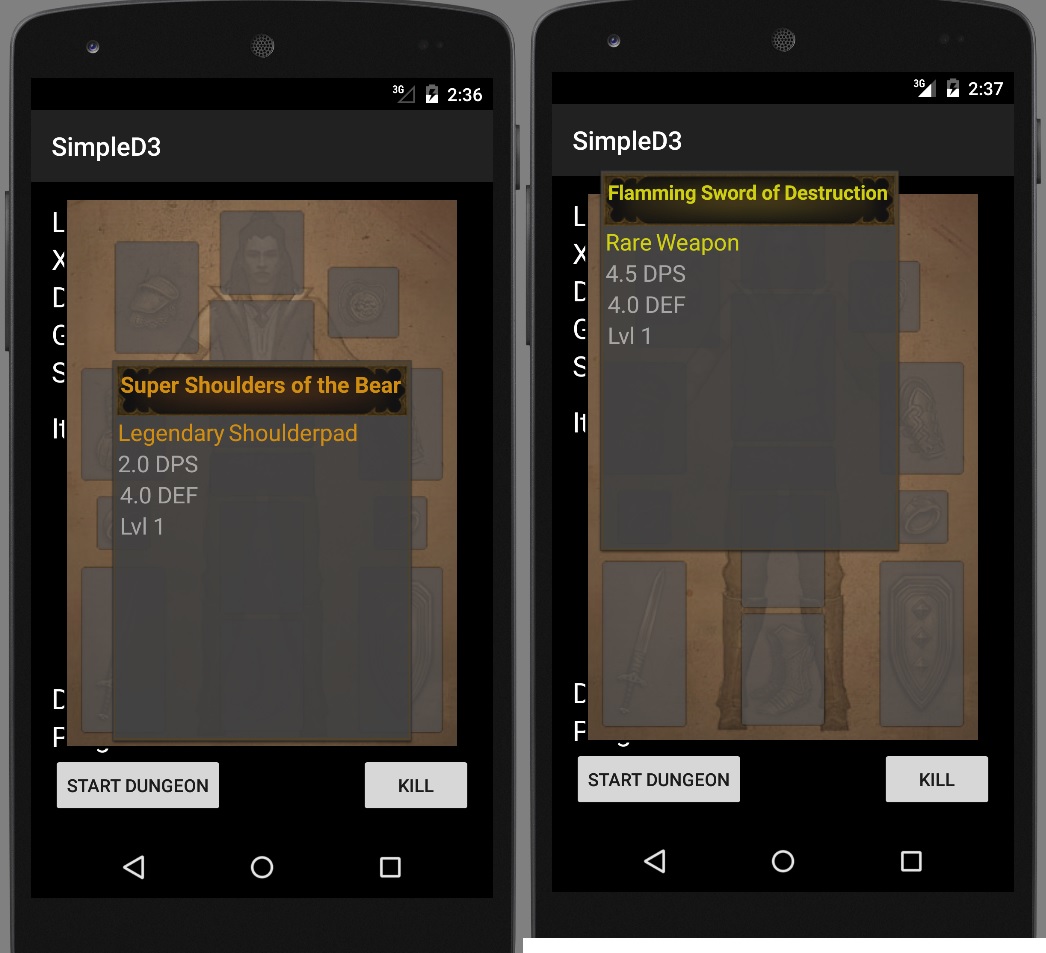 3G 2:36
SimpleD3
L
X
D
G
S
Super Shoulders of the Bear
It
Legendary Shoulderpad
2.0 DPS
4.0 DEF
Lvl 1
D
F
START DUNGEON KILL
3G 2:37
SimpleD3
Flamming Sword of Destruction
L
Rare Weapon
X
4.5 DPS
D
4.0 DEF
G
Lvl 1
S
It
D
F
START DUNGEON KILL